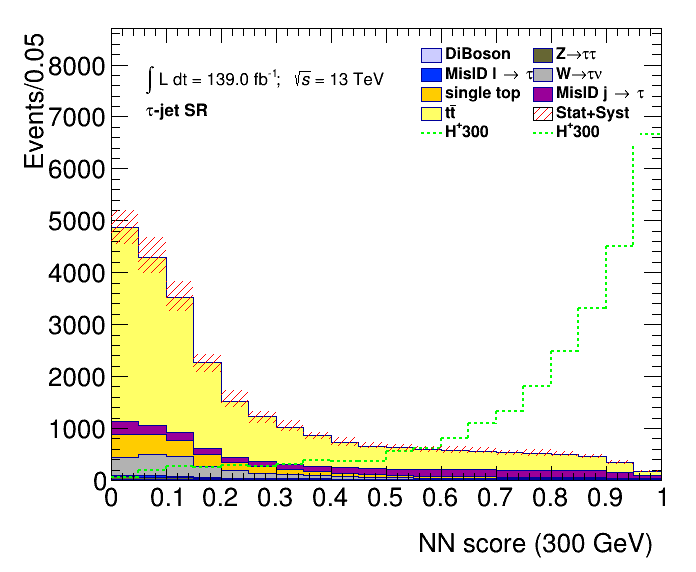 Events/0.05
8000
7000
6000
5000
4000
3000
2000
1000
0
∫ L dt = 139.0 fb⁻¹; √s = 13 TeV
τ-jet SR
DiBoson
Z→ττ
MisID l → τ
W→τν
single top
MisID j → τ
tt̄
Stat+Syst
H⁺300
H⁺300
0 0.1 0.2 0.3 0.4 0.5 0.6 0.7 0.8 0.9 1
NN score (300 GeV)